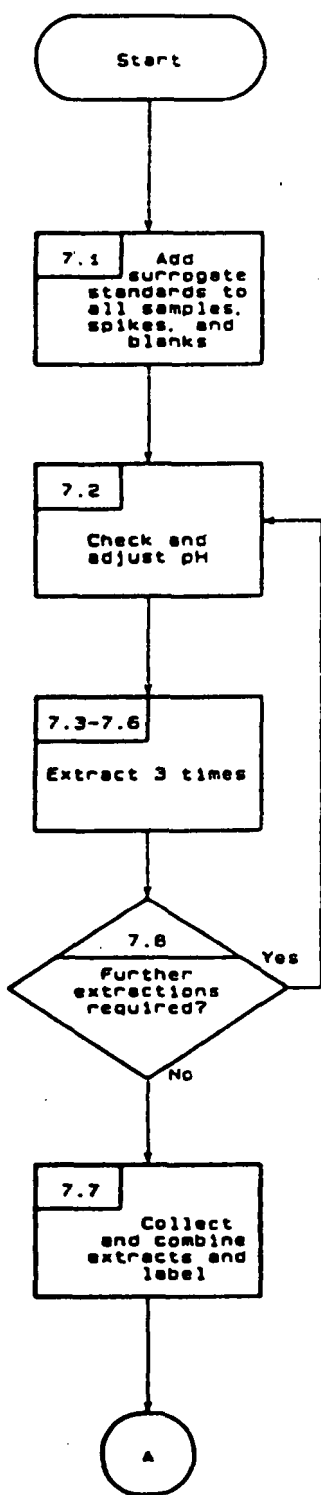 Start
7.1 Add
surrogate
standards to
all samples,
spikes, and
blanks
7.2
Check and
adjust pH
7.3-7.6
Extract 3 times
7.8
Further
extractions
required?
Yes
No
7.7
Collect
and combine
extracts and
label
A